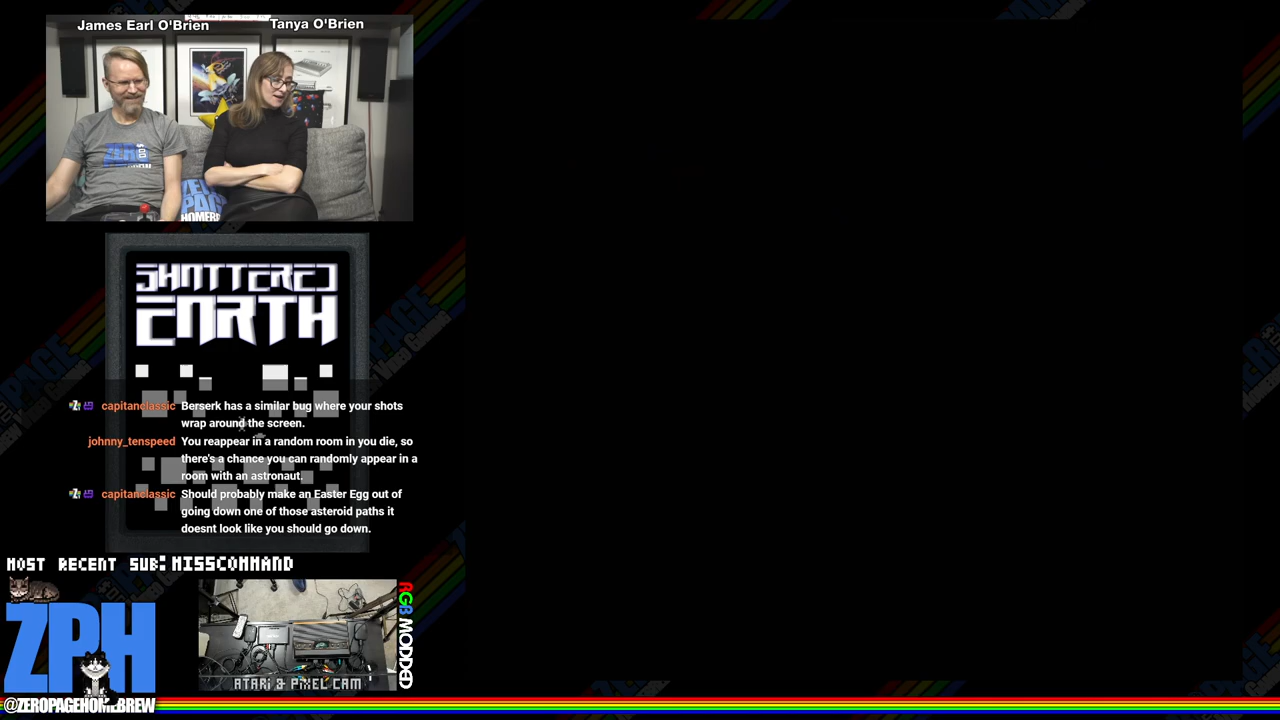 James Earl O'Brien
Tanya O'Brien
SHATTERED
EARTH
capitanclassic Berserk has a similar bug where your shots
wrap around the screen.
johnny_tenspeed You reappear in a random room in you die, so
there's a chance you can randomly appear in a
room with an astronaut.
capitanclassic Should probably make an Easter Egg out of
going down one of those asteroid paths it
doesnt look like you should go down.
MOST RECENT SUB: MISSCOMMAND
ZPH
@ZEROPAGEHOMEBREW
RGB MODDED
ATARI & PIXEL CAM